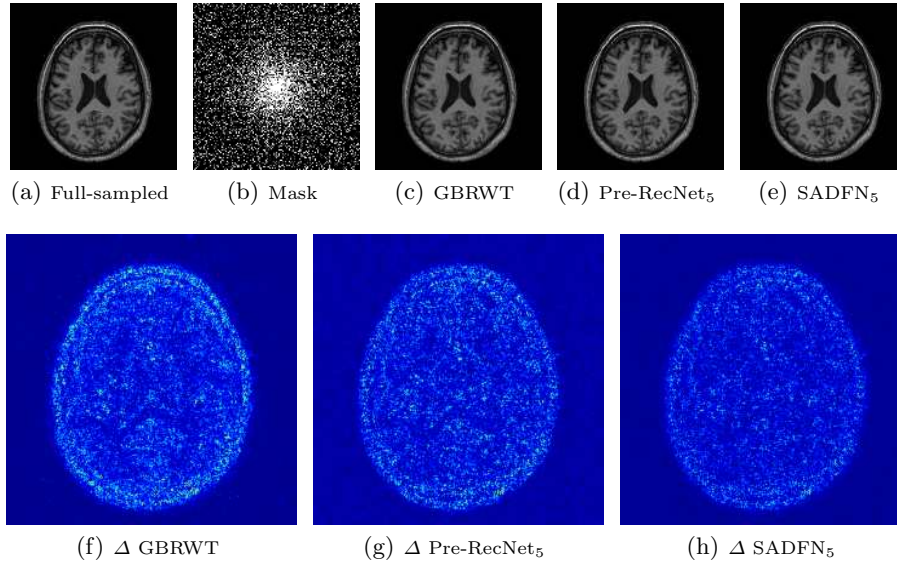 (a) Full-sampled
(b) Mask
(c) GBRWT
(d) Pre-RecNet₅
(e) SADFN₅
(f) Δ GBRWT
(g) Δ Pre-RecNet₅
(h) Δ SADFN₅